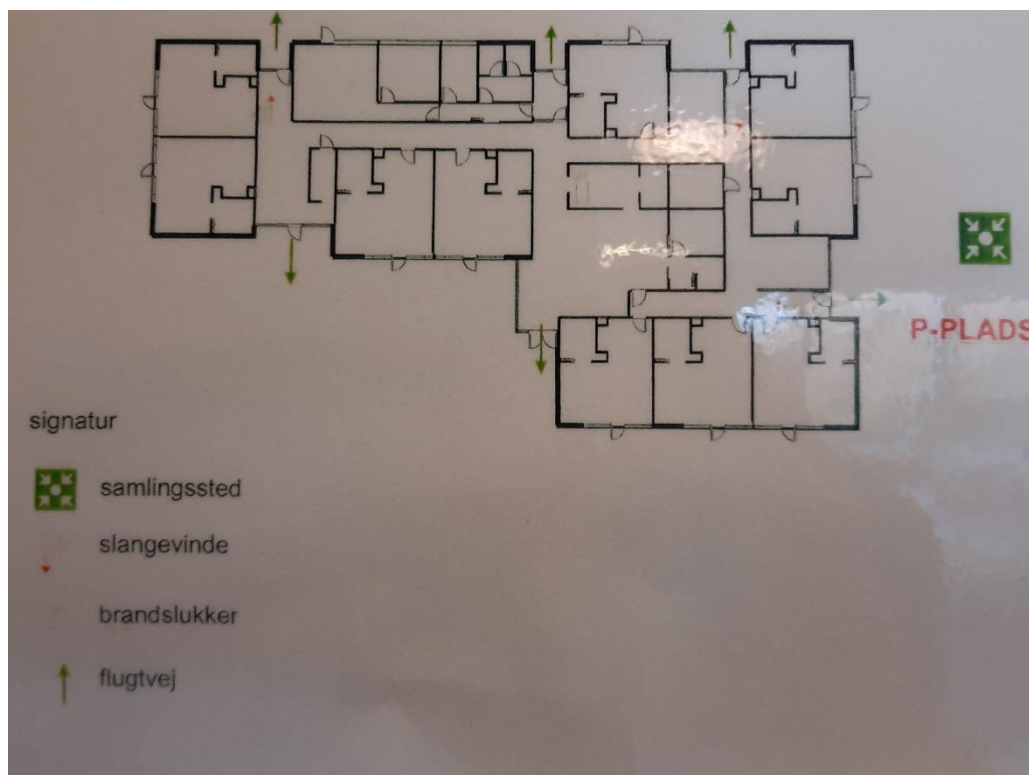 P-PLADS
signatur
samlingssted
slangevinde
brandslukker
flugtvej